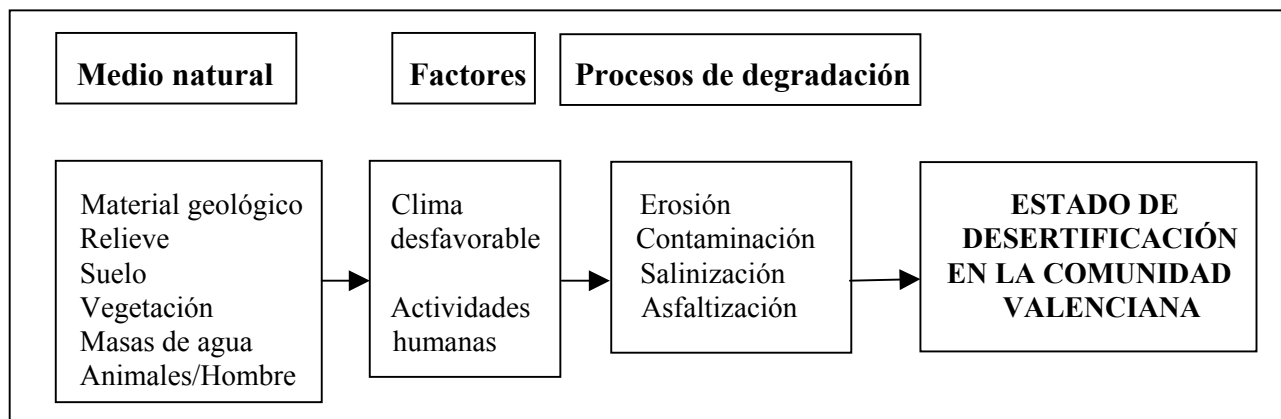 Medio natural
Factores
Procesos de degradación
Material geológico
Relieve
Suelo
Vegetación
Masas de agua
Animales/Hombre
Clima
desfavorable
Actividades
humanas
Erosión
Contaminación
Salinización
Asfaltización
ESTADO DE
DESERTIFICACIÓN
EN LA COMUNIDAD
VALENCIANA